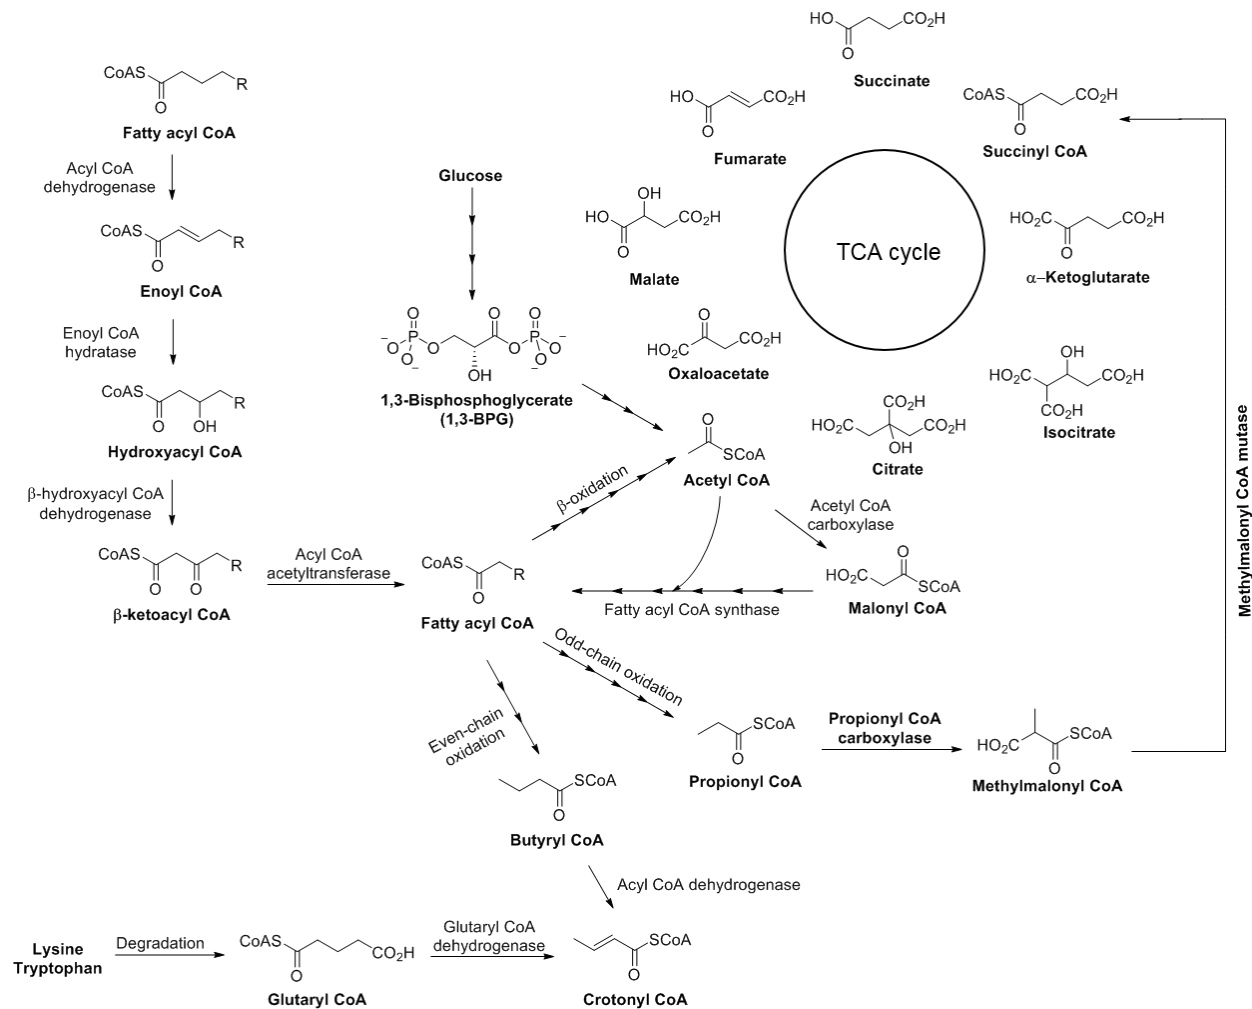 HO
CO₂H
O
Succinate
CoAS
O
R
Fatty acyl CoA
Acyl CoA
dehydrogenase
CoAS
O
R
Enoyl CoA
Enoyl CoA
hydratase
CoAS
O
OH
R
Hydroxyacyl CoA
β-hydroxyacyl CoA
dehydrogenase
CoAS
O
O
R
β-ketoacyl CoA
Acyl CoA
acetyltransferase
CoAS
O
R
Fatty acyl CoA
Glucose
O
O
O
⁻O
P
O
O
P
O⁻
O⁻
O⁻
OH
1,3-Bisphosphoglycerate
(1,3-BPG)
β-oxidation
O
SCoA
Acetyl CoA
Acetyl CoA
carboxylase
O
HO₂C
SCoA
Malonyl CoA
Fatty acyl CoA synthase
HO
CO₂H
O
Fumarate
OH
HO
CO₂H
O
Malate
O
HO₂C
CO₂H
Oxaloacetate
TCA cycle
CoAS
CO₂H
O
Succinyl CoA
HO₂C
CO₂H
O
α–Ketoglutarate
OH
HO₂C
CO₂H
CO₂H
Isocitrate
CO₂H
HO₂C
CO₂H
OH
Citrate
Methylmalonyl CoA mutase
Odd-chain oxidation
SCoA
O
Propionyl CoA
Propionyl CoA
carboxylase
HO₂C
SCoA
O
Methylmalonyl CoA
Even-chain
oxidation
SCoA
O
Butyryl CoA
Acyl CoA dehydrogenase
Lysine
Tryptophan
Degradation
CoAS
CO₂H
O
Glutaryl CoA
Glutaryl CoA
dehydrogenase
SCoA
O
Crotonyl CoA